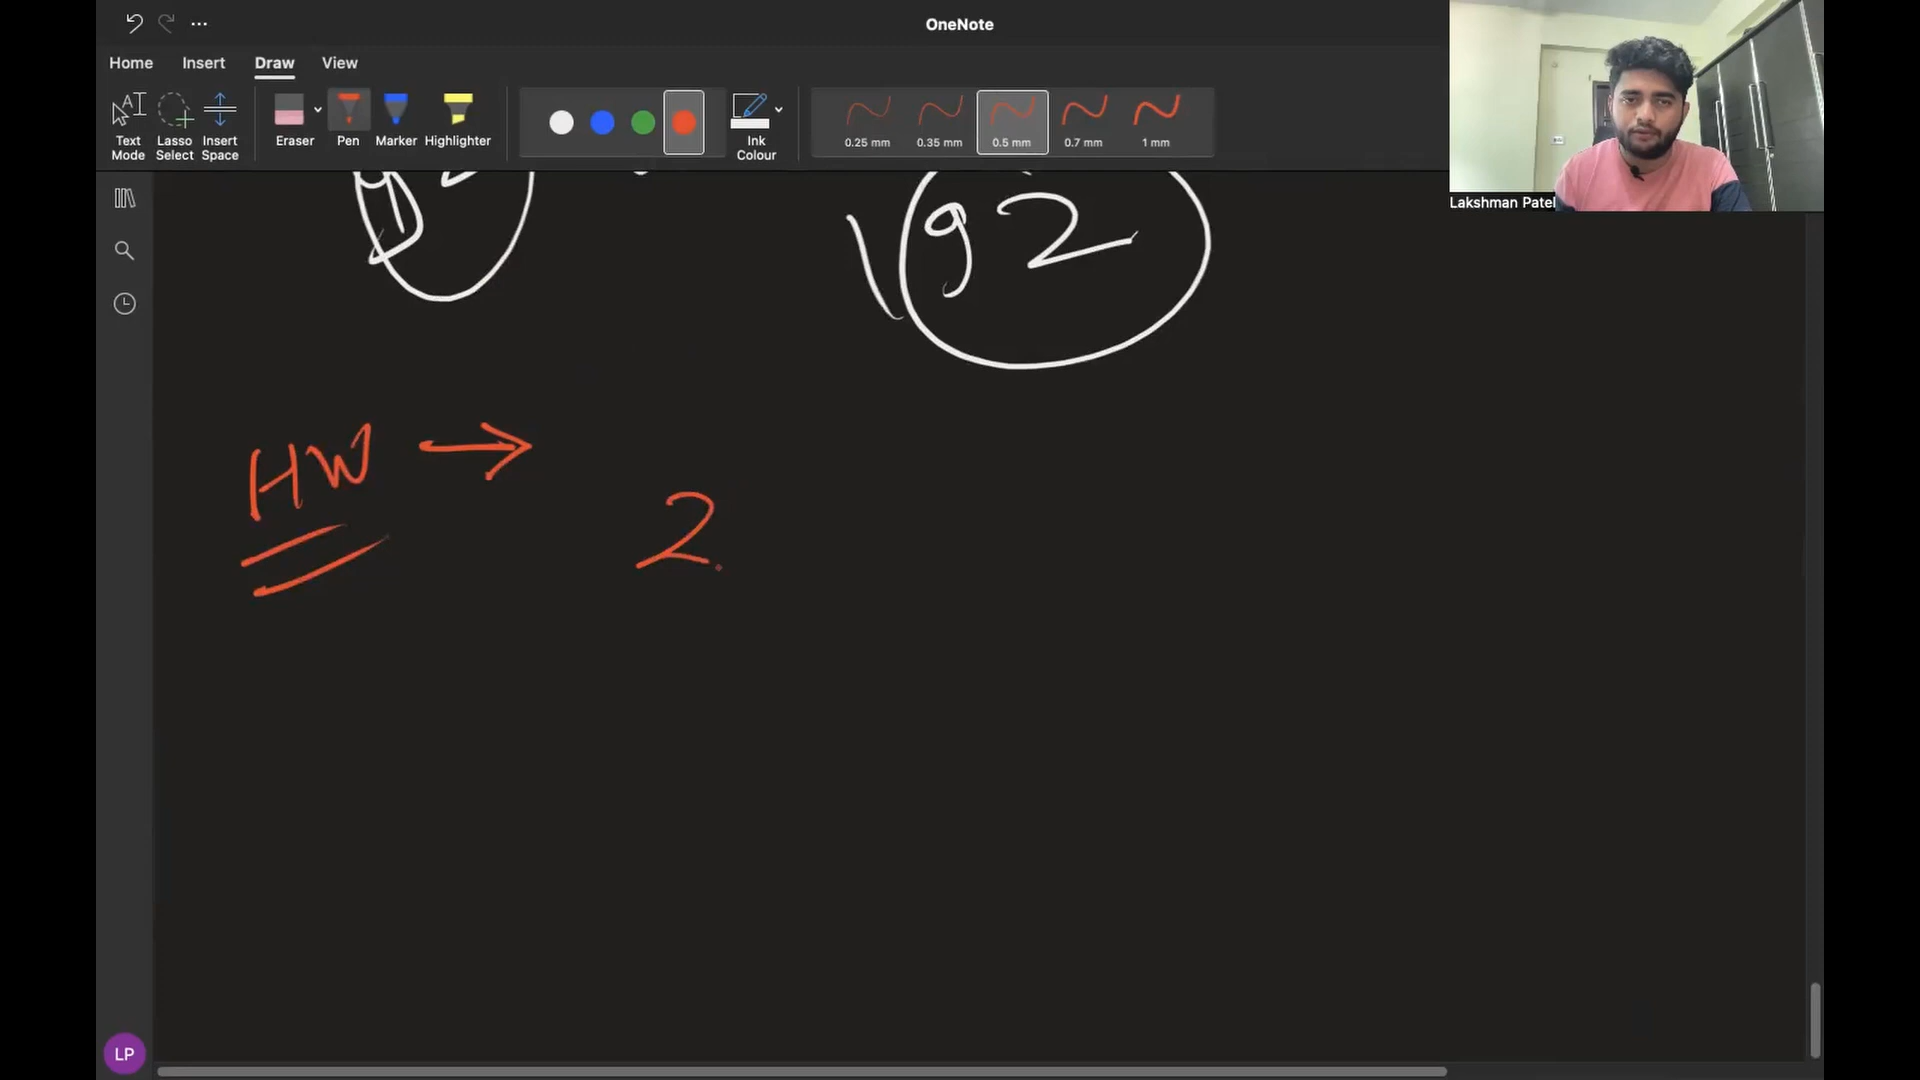 OneNote
Home Insert Draw View
Text Mode
Lasso Select
Insert Space
Eraser
Pen
Marker
Highlighter
Ink Colour
0.25 mm
0.35 mm
0.5 mm
0.7 mm
1 mm
Lakshman Patel
92
HW →
2
LP